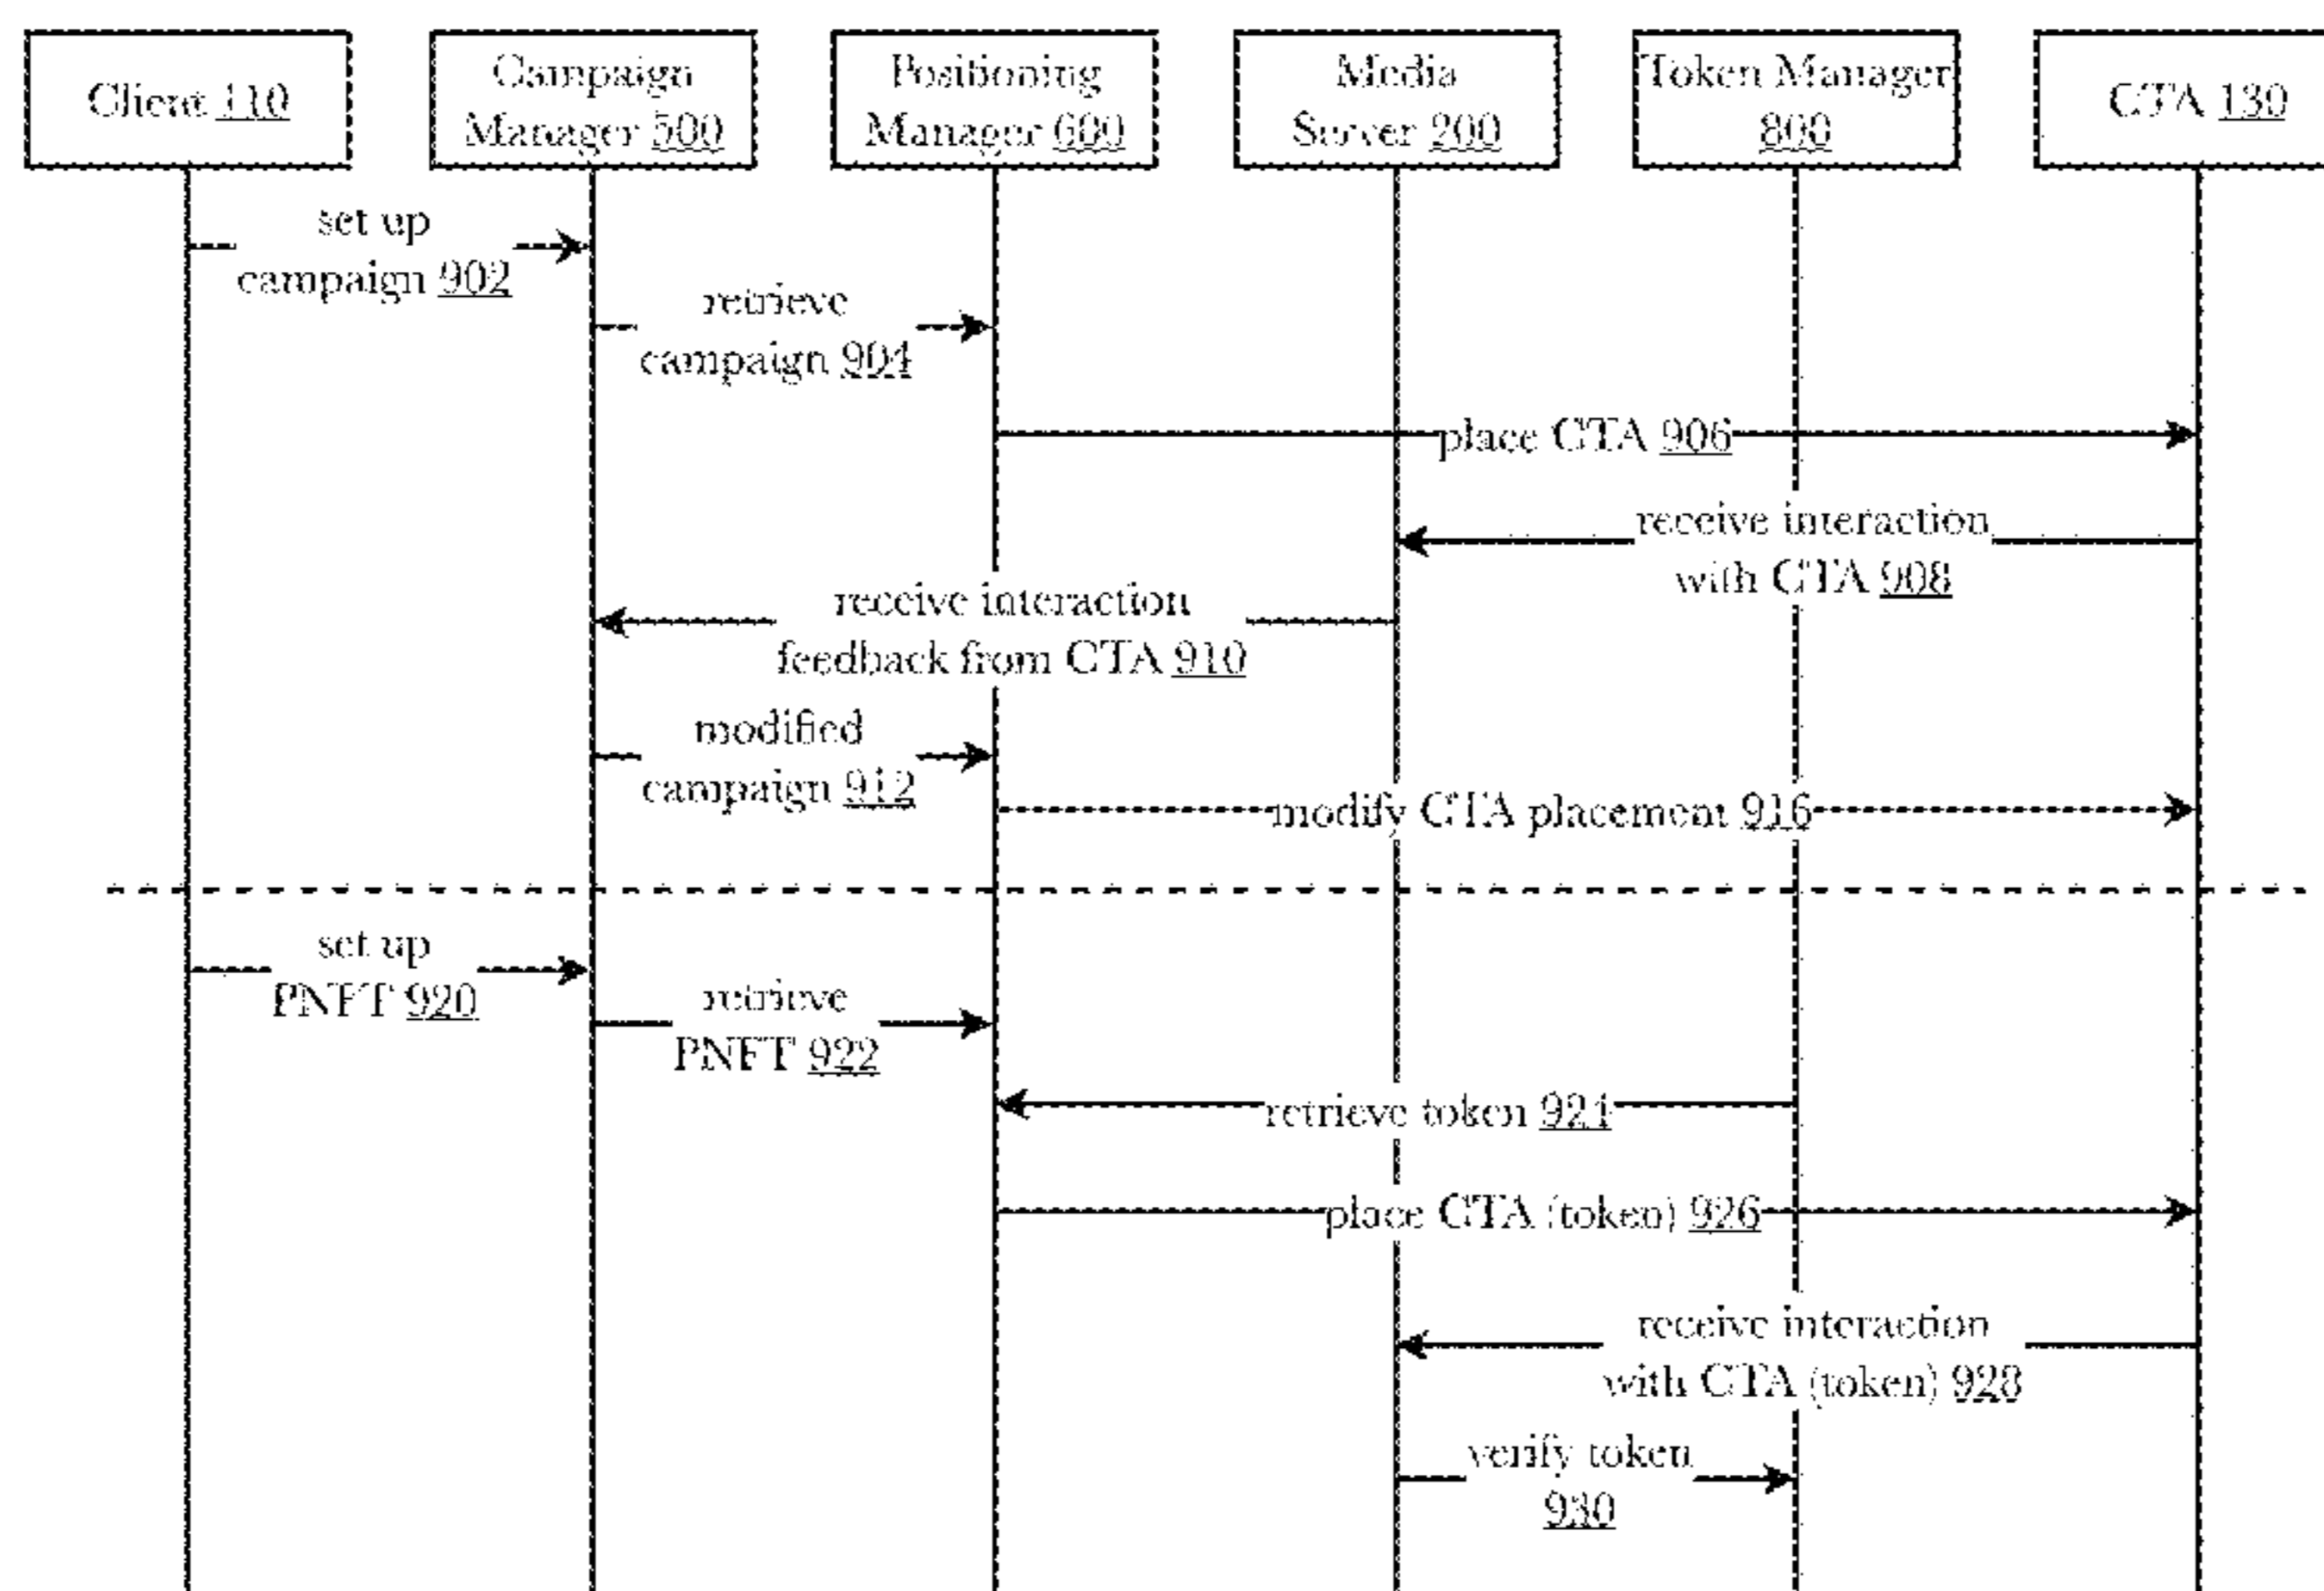 Client 110
Campaign
Manager 500
Positioning
Manager 600
Media
Server 200
Token Manager
800
CTA 130
set up
campaign 902
retrieve
campaign 904
place CTA 906
receive interaction
with CTA 908
receive interaction
feedback from CTA 910
modified
campaign 912
modify CTA placement 916
set up
PNFT 920
retrieve
PNFT 922
retrieve token 924
place CTA (token) 926
receive interaction
with CTA (token) 928
verify token
930